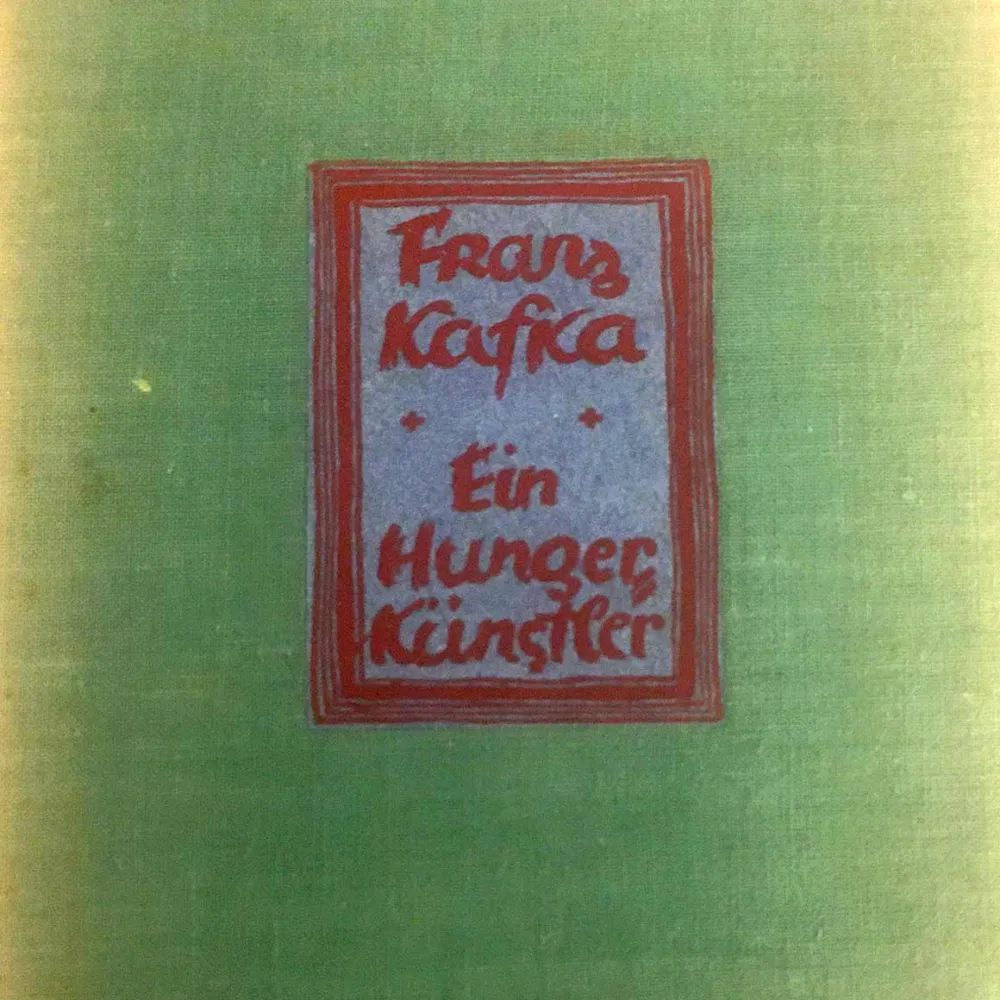 Franz
Kafka
+ +
Ein
Hunger=
Künstler